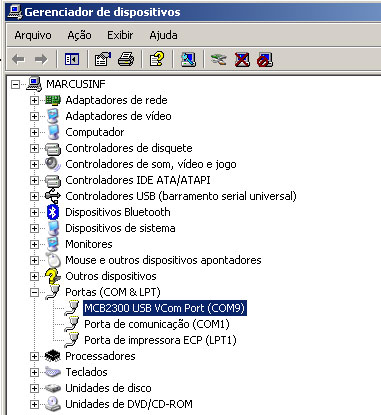 Gerenciador de dispositivos
Arquivo Ação Exibir Ajuda
MARCUSINF
Adaptadores de rede
Adaptadores de vídeo
Computador
Controladores de disquete
Controladores de som, vídeo e jogo
Controladores IDE ATA/ATAPI
Controladores USB (barramento serial universal)
Dispositivos Bluetooth
Dispositivos de sistema
Monitores
Mouse e outros dispositivos apontadores
Outros dispositivos
Portas (COM & LPT)
MCB2300 USB VCom Port (COM9)
Porta de comunicação (COM1)
Porta de impressora ECP (LPT1)
Processadores
Teclados
Unidades de disco
Unidades de DVD/CD-ROM